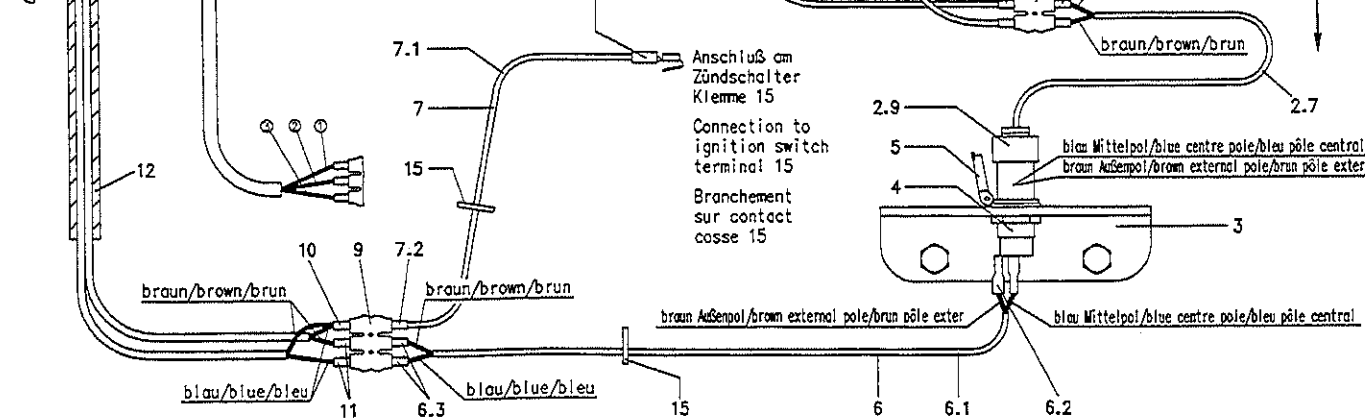 braun/brown/brun
7.1
Anschluß am
Zündschalter
Klemme 15
7
2.7
2.9
Connection to
ignition switch
terminal 15
5
blau Mittelpol/blue centre pole/bleu pôle central
braun Außenpol/brown external pole/brun pôle exter
③ ② ①
12
15
4
Branchement
sur contact
cosse 15
3
10 9 7.2
braun/brown/brun
braun/brown/brun
braun Außenpol/brown external pole/brun pôle exter
blau Mittelpol/blue centre pole/bleu pôle central
blau/blue/bleu
blau/blue/bleu
11 6.3 15 6 6.1 6.2